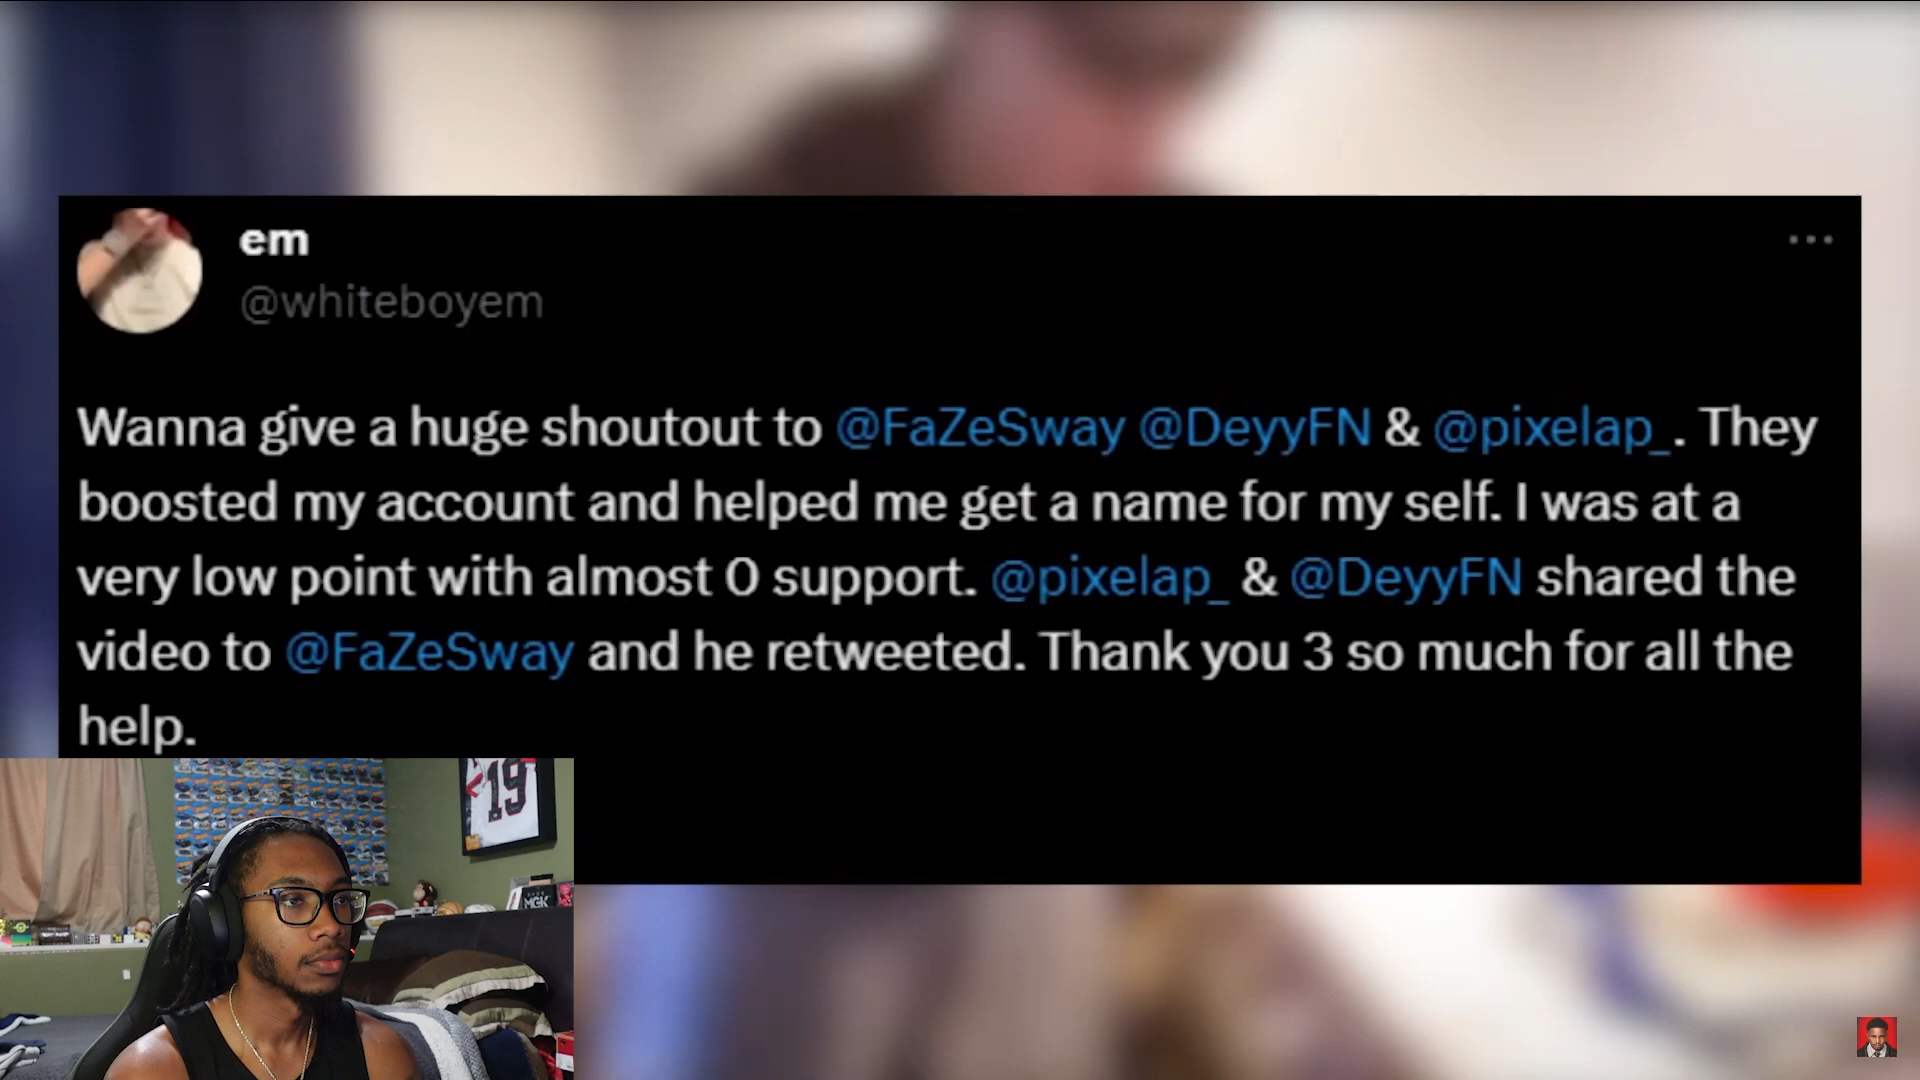 em
@whiteboyem
Wanna give a huge shoutout to @FaZeSway @DeyyFN & @pixelap_. They
boosted my account and helped me get a name for my self. I was at a
very low point with almost 0 support. @pixelap_ & @DeyyFN shared the
video to @FaZeSway and he retweeted. Thank you 3 so much for all the
help.
19
MGK